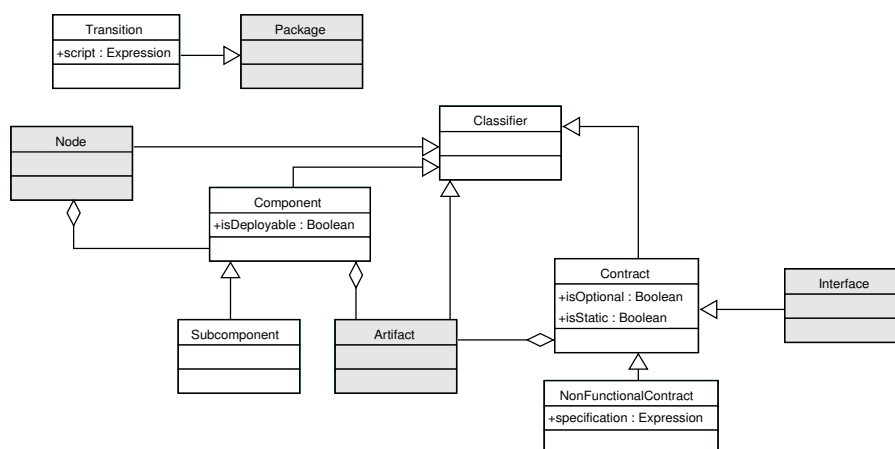 Transition
+script : Expression
Package
Classifier
Node
Component
+isDeployable : Boolean
Contract
+isOptional : Boolean
+isStatic : Boolean
Interface
Subcomponent
Artifact
NonFunctionalContract
+specification : Expression